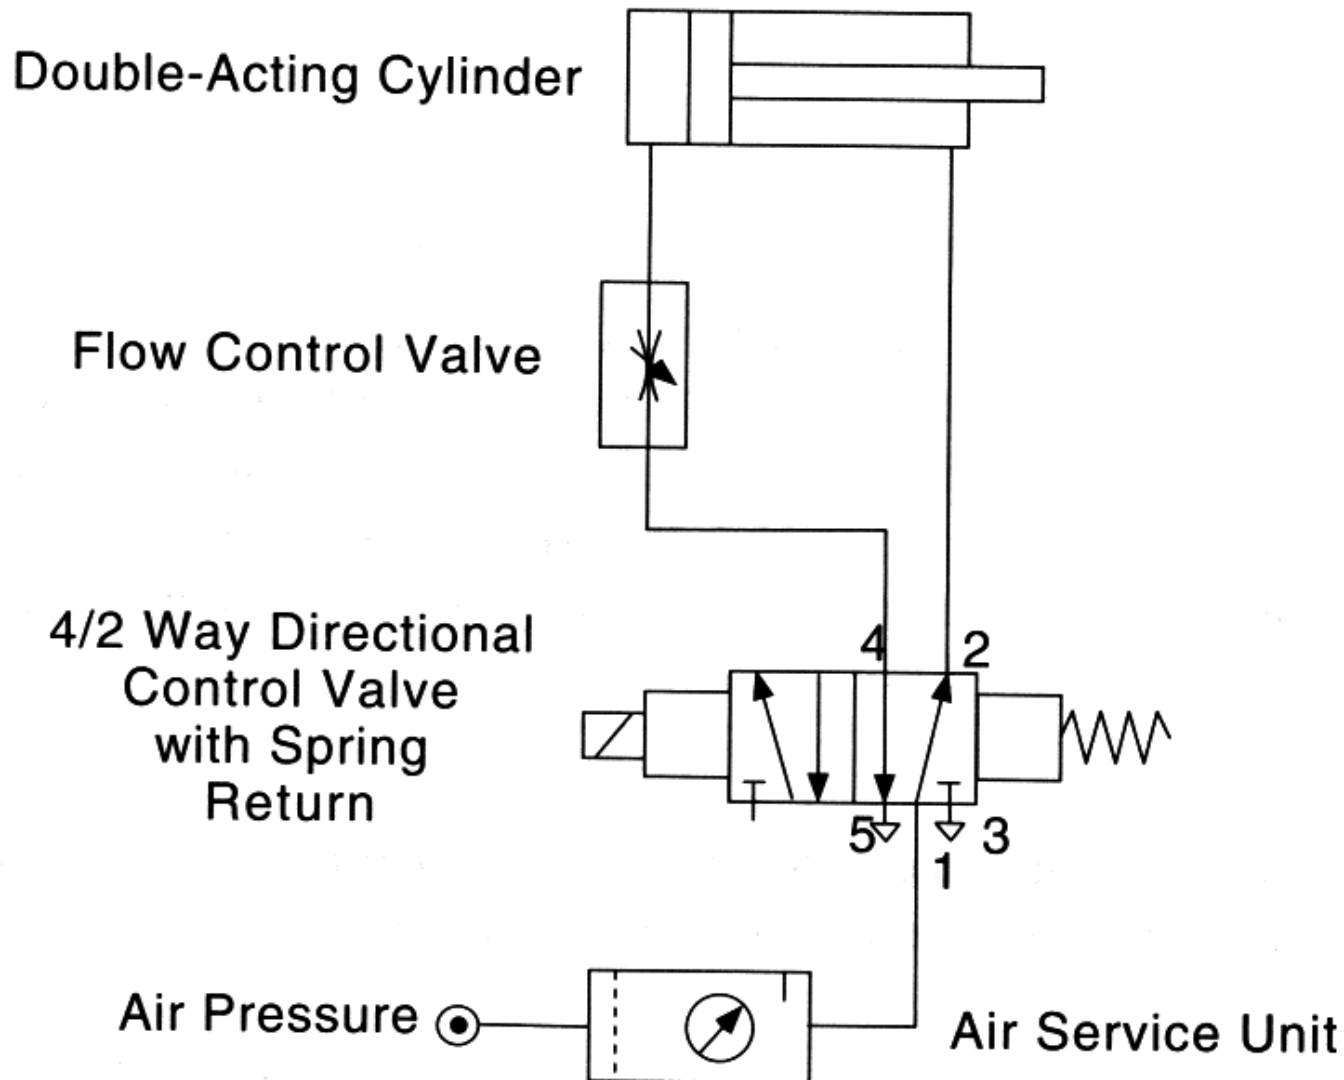 Double-Acting Cylinder
Flow Control Valve
4/2 Way Directional
Control Valve
with Spring
Return
4
2
5
3
1
Air Pressure
Air Service Unit